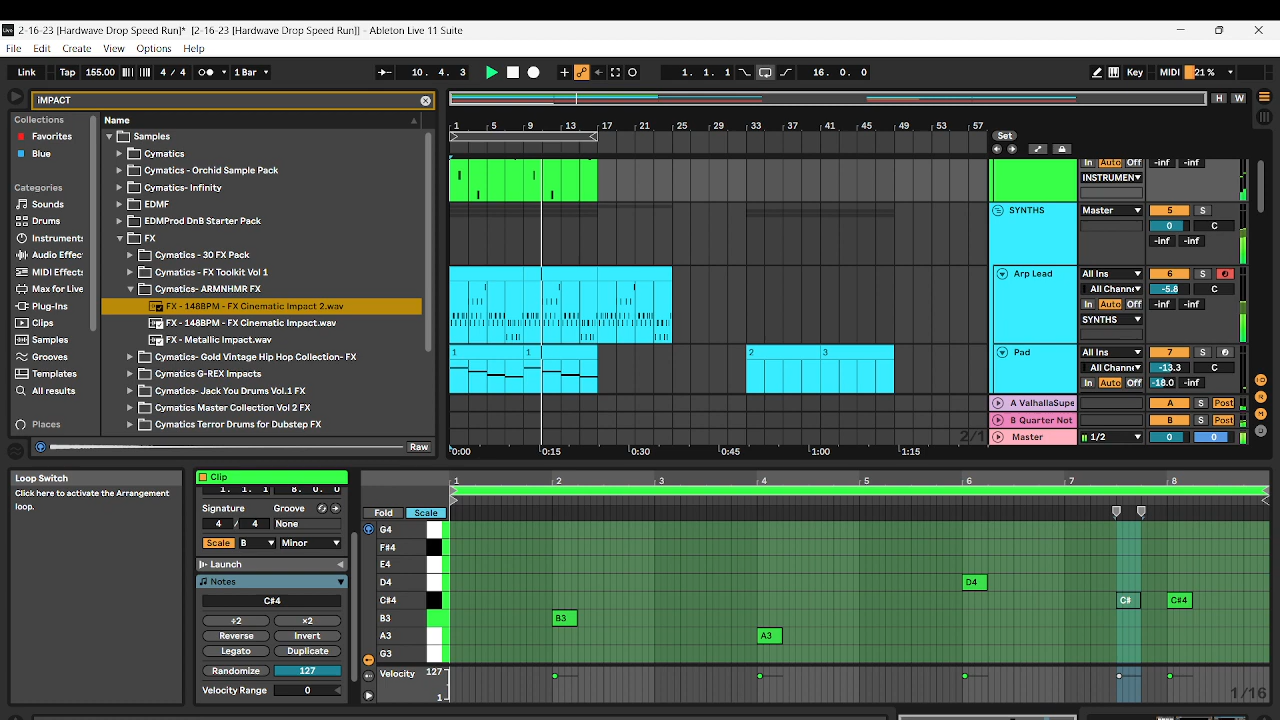 Live 2-16-23 [Hardwave Drop Speed Run]* [2-16-23 [Hardwave Drop Speed Run]] - Ableton Live 11 Suite
File Edit Create View Options Help
Link Tap 155.00 4 / 4 1 Bar 10. 4. 3 1. 1. 1 16. 0. 0 Key MIDI 21 %
iMPACT
Collections
Favorites
Blue
Categories
Sounds
Drums
Instruments
Audio Effec
MIDI Effect
Max for Live
Plug-Ins
Clips
Samples
Grooves
Templates
All results
Places
Name
Samples
Cymatics
Cymatics - Orchid Sample Pack
Cymatics- Infinity
EDMF
EDMProd DnB Starter Pack
FX
Cymatics - 30 FX Pack
Cymatics - FX Toolkit Vol 1
Cymatics- ARMNHMR FX
FX - 148BPM - FX Cinematic Impact 2.wav
FX - 148BPM - FX Cinematic Impact.wav
FX - Metallic Impact.wav
Cymatics- Gold Vintage Hip Hop Collection- FX
Cymatics G-REX Impacts
Cymatics- Jack You Drums Vol.1 FX
Cymatics Master Collection Vol 2 FX
Cymatics Terror Drums for Dubstep FX
Raw
H W
1 5 9 13 17 21 25 29 33 37 41 45 49 53 57
Set
In Auto Off -inf -inf
INSTRUMEN
SYNTHS Master 5 S
0 C
-inf -inf
Arp Lead All Ins 6 S
All Channe -5.8 C
In Auto Off -inf -inf
SYNTHS
1 1 2 3
Pad All Ins 7 S
All Channe -13.3 C
In Auto Off -18.0 -inf
A ValhallaSupe A S Post
B Quarter Not B S Post
2/1 Master 1/2 0 0
0:00 0:15 0:30 0:45 1:00 1:15
Loop Switch
Click here to activate the Arrangement
loop.
Clip
1. 1. 1 8. 0. 0
Signature Groove
4 / 4 None
Scale B Minor
Launch
Notes
C#4
÷2 ×2
Reverse Invert
Legato Duplicate
Randomize 127
Velocity Range 0
1 2 3 4 5 6 7 8
Fold Scale
G4
F#4
E4
D4 D4
C#4 C# C#4
B3 B3
A3 A3
G3
Velocity 127
1
1/16